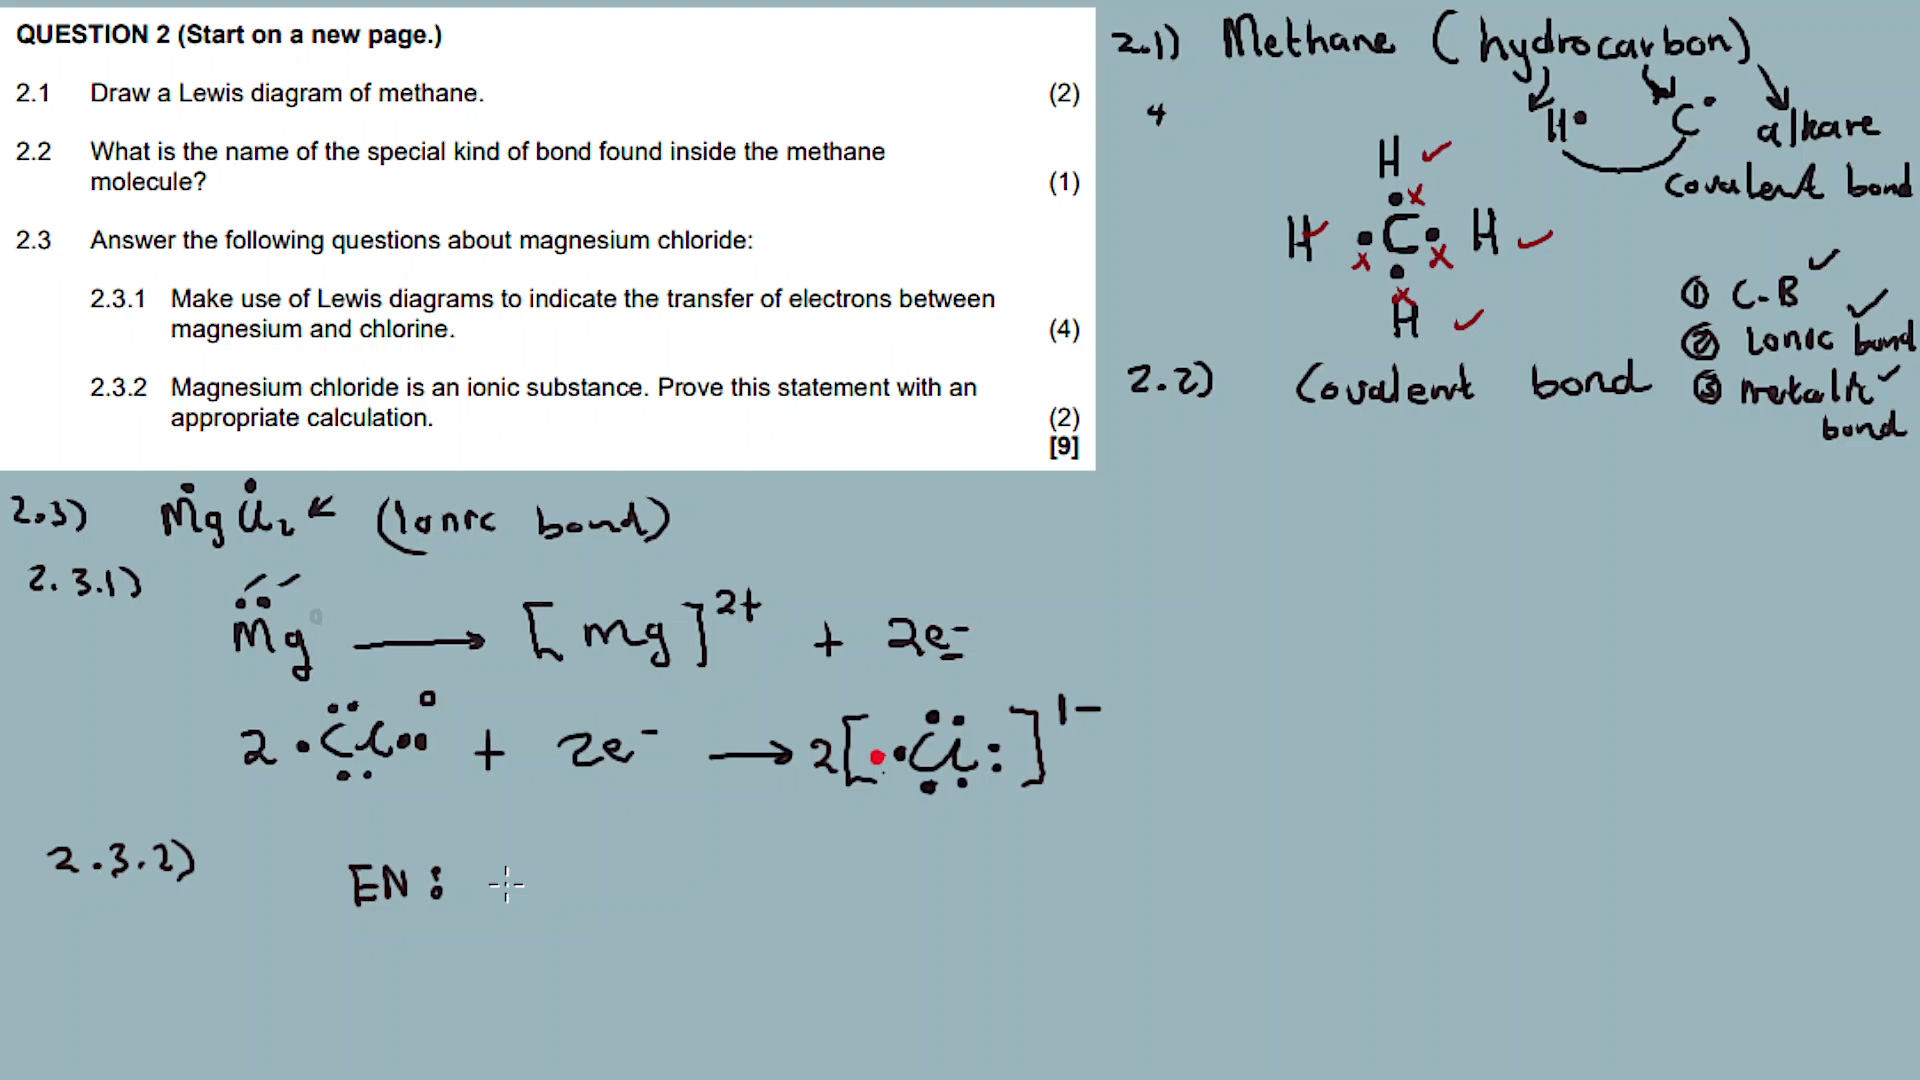 QUESTION 2 (Start on a new page.)
2.1 Draw a Lewis diagram of methane. (2)
2.2 What is the name of the special kind of bond found inside the methane
molecule? (1)
2.3 Answer the following questions about magnesium chloride:
2.3.1 Make use of Lewis diagrams to indicate the transfer of electrons between
magnesium and chlorine. (4)
2.3.2 Magnesium chloride is an ionic substance. Prove this statement with an
appropriate calculation. (2)
[9]
2.1) Methane (hydrocarbon)
H• C• alkane
covalent bond
4
H
H •C• H
H
① C-B
② Ionic bond
③ metalic
bond
2.2) Covalent bond
2.3) MgCl₂ (Ionic bond)
2.3.1)
Mg → [mg]²⁺ + 2e⁻
2 •Cl•• + 2e⁻ → 2[••Cl:]¹⁻
2.3.2) EN: